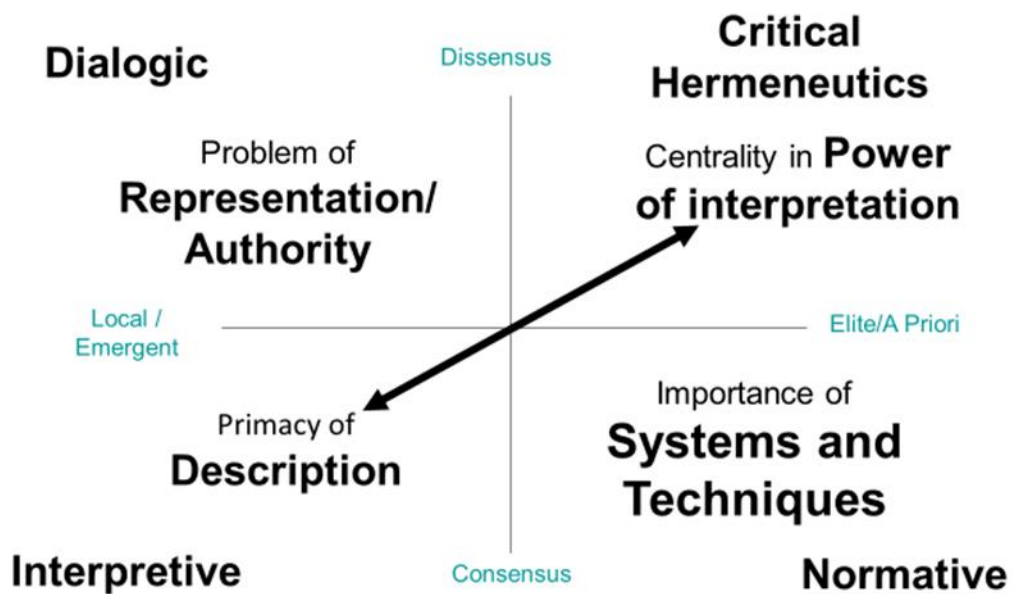 Dialogic
Dissensus
Critical
Hermeneutics
Problem of
Representation/
Authority
Centrality in Power
of interpretation
Local /
Emergent
Elite/A Priori
Primacy of
Description
Importance of
Systems and
Techniques
Interpretive
Consensus
Normative